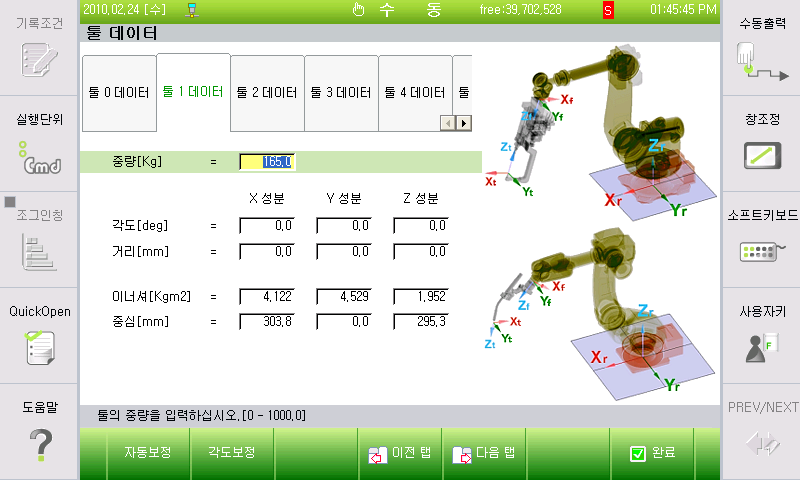 2010.02.24 [수] 수 동 free:39,702,528 S 01:45:45 PM
툴 데이터
기록조건
실행단위
Cmd
조그인칭
QuickOpen
도움말
툴 0 데이터 툴 1 데이터 툴 2 데이터 툴 3 데이터 툴 4 데이터 툴
중량[Kg] = 165.0
X 성분 Y 성분 Z 성분
각도[deg] = 0.0 0.0 0.0
거리[mm] = 0.0 0.0 0.0
이너셔[Kgm2] = 4.122 4.529 1.952
중심[mm] = 303.8 0.0 295.3
Xf
Yf
Zt
Xt
Yt
Zr
Xr
Yr
Xf
Zf
Yf
Xt
Yt
Zt
Zr
Xr
Yr
툴의 중량을 입력하십시오.[0 - 1000.0]
자동보정 각도보정 이전 탭 다음 탭 완료
수동출력
창조정
소프트키보드
사용자키
F
PREV/NEXT